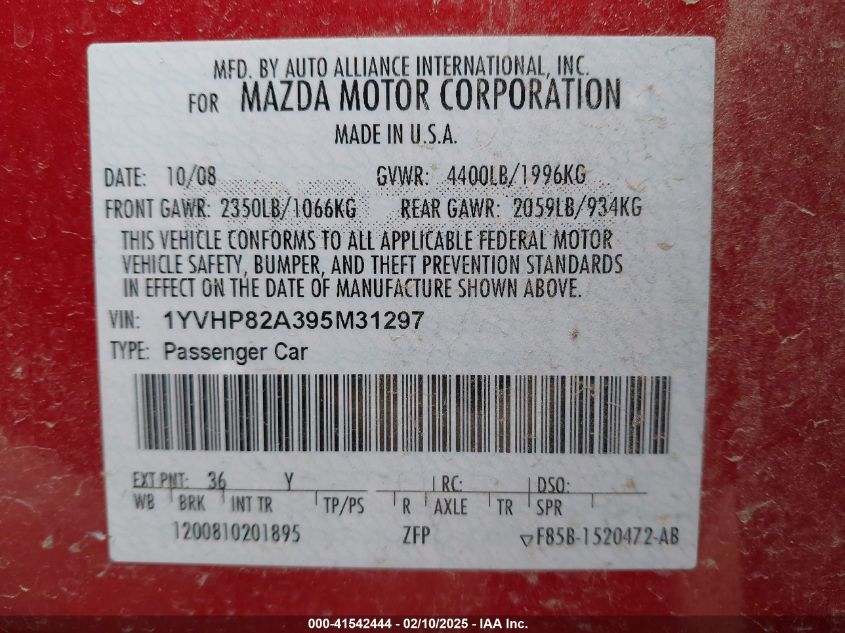 MFD. BY AUTO ALLIANCE INTERNATIONAL, INC.
FOR MAZDA MOTOR CORPORATION
MADE IN U.S.A.
DATE: 10/08 GVWR: 4400LB/1996KG
FRONT GAWR: 2350LB/1066KG REAR GAWR: 2059LB/934KG
THIS VEHICLE CONFORMS TO ALL APPLICABLE FEDERAL MOTOR
VEHICLE SAFETY, BUMPER, AND THEFT PREVENTION STANDARDS
IN EFFECT ON THE DATE OF MANUFACTURE SHOWN ABOVE.
VIN: 1YVHP82A395M31297
TYPE: Passenger Car
EXT PNT: 36 Y RC: DSO:
WB BRK INT TR TP/PS R AXLE TR SPR
1200810201895 ZFP ▽F85B-1520472-AB
000-41542444 - 02/10/2025 - IAA Inc.